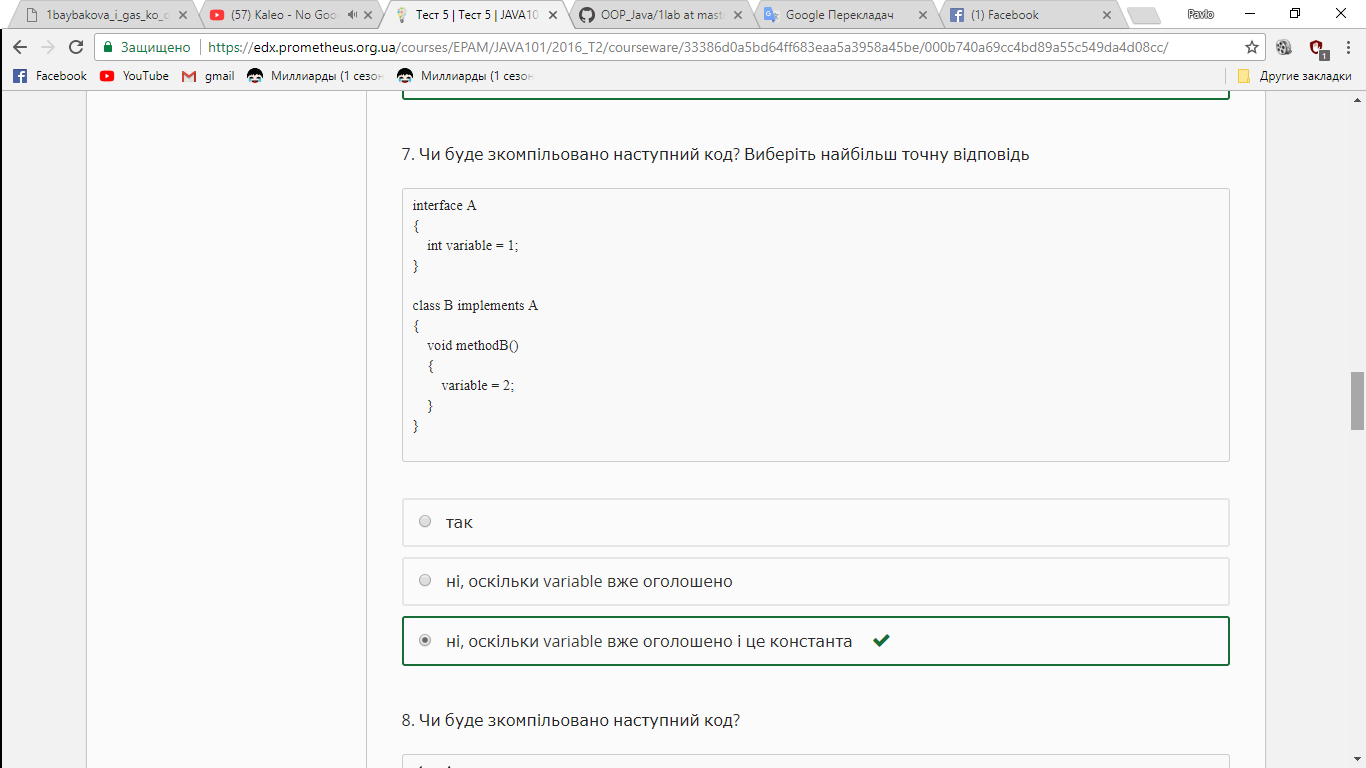 1baybakova_i_gas_ko_o
(57) Kaleo - No Goo
Тест 5 | Тест 5 | JAVA10
OOP_Java/1lab at mast
Google Перекладач
(1) Facebook
Pavlo
Защищено
https://edx.prometheus.org.ua/courses/EPAM/JAVA101/2016_T2/courseware/33386d0a5bd64ff683eaa5a3958a45be/000b740a69cc4bd89a55c549da4d08cc/
1
Facebook
YouTube
gmail
Миллиарды (1 сезон
Миллиарды (1 сезон
Другие закладки
7. Чи буде зкомпільовано наступний код? Виберіть найбільш точну відповідь
interface A
{
int variable = 1;
}
class B implements A
{
void methodB()
{
variable = 2;
}
}
так
ні, оскільки variable вже оголошено
ні, оскільки variable вже оголошено і це константа
8. Чи буде зкомпільовано наступний код?